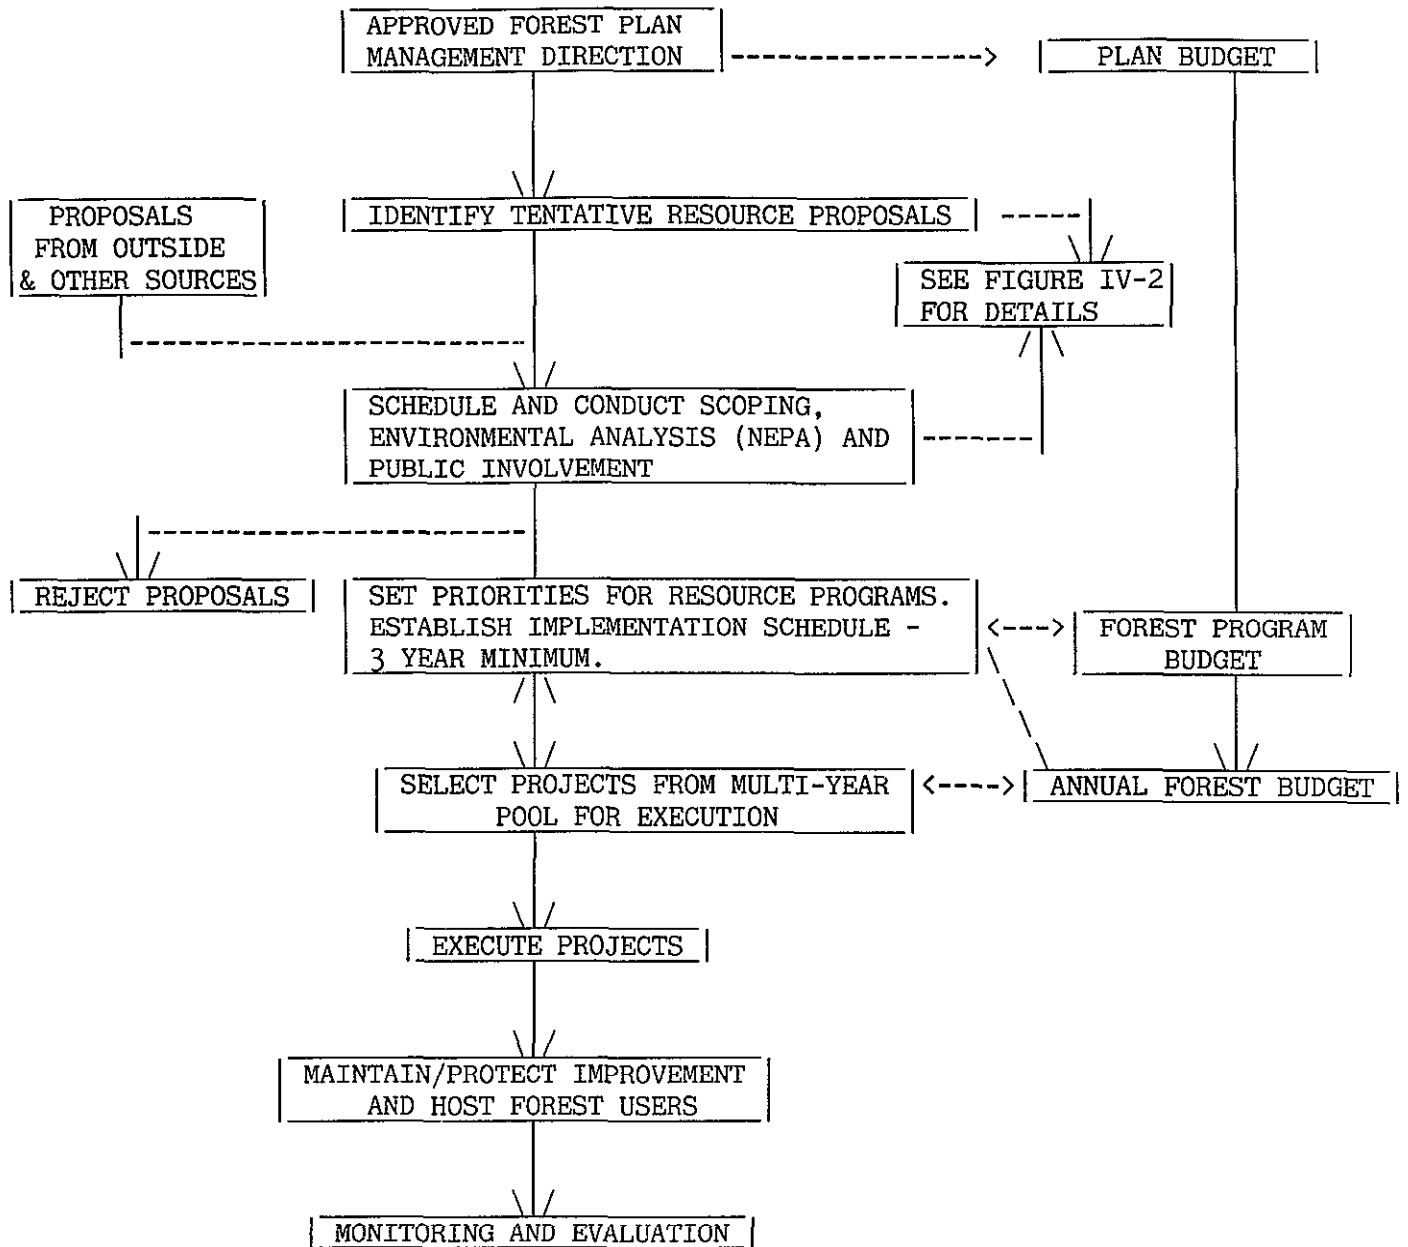 APPROVED FOREST PLAN
MANAGEMENT DIRECTION
PLAN BUDGET
PROPOSALS
FROM OUTSIDE
& OTHER SOURCES
IDENTIFY TENTATIVE RESOURCE PROPOSALS
SEE FIGURE IV-2
FOR DETAILS
SCHEDULE AND CONDUCT SCOPING,
ENVIRONMENTAL ANALYSIS (NEPA) AND
PUBLIC INVOLVEMENT
REJECT PROPOSALS
SET PRIORITIES FOR RESOURCE PROGRAMS.
ESTABLISH IMPLEMENTATION SCHEDULE -
3 YEAR MINIMUM.
FOREST PROGRAM
BUDGET
SELECT PROJECTS FROM MULTI-YEAR
POOL FOR EXECUTION
ANNUAL FOREST BUDGET
EXECUTE PROJECTS
MAINTAIN/PROTECT IMPROVEMENT
AND HOST FOREST USERS
MONITORING AND EVALUATION